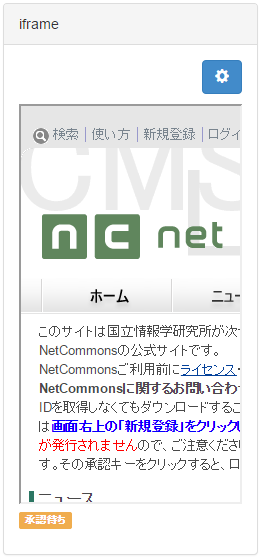 iframe
検索 | 使い方 | 新規登録 | ログイ
CMS
nc net
ホーム ニュー
このサイトは国立情報学研究所が次
NetCommonsの公式サイトです。
NetCommonsご利用前にライセンス・
NetCommonsに関するお問い合わ
IDを取得しなくてもダウンロードするこ
は画面右上の「新規登録」をクリック
が発行されませんので、ご注意くださ
す。その承認キーをクリックすると、ロ
ニュース
承認待ち